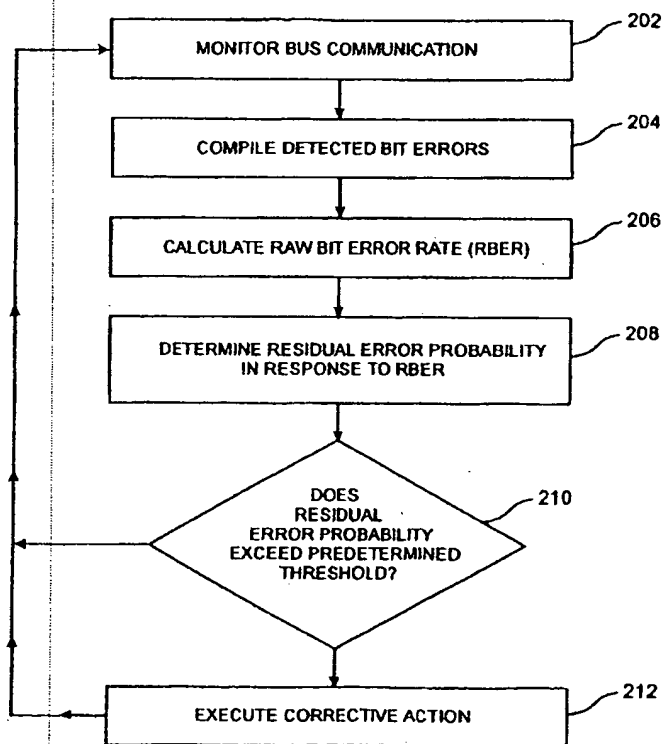 MONITOR BUS COMMUNICATION
202
COMPILE DETECTED BIT ERRORS
204
CALCULATE RAW BIT ERROR RATE (RBER)
206
DETERMINE RESIDUAL ERROR PROBABILITY
IN RESPONSE TO RBER
208
DOES
RESIDUAL
ERROR PROBABILITY
EXCEED PREDETERMINED
THRESHOLD?
210
EXECUTE CORRECTIVE ACTION
212